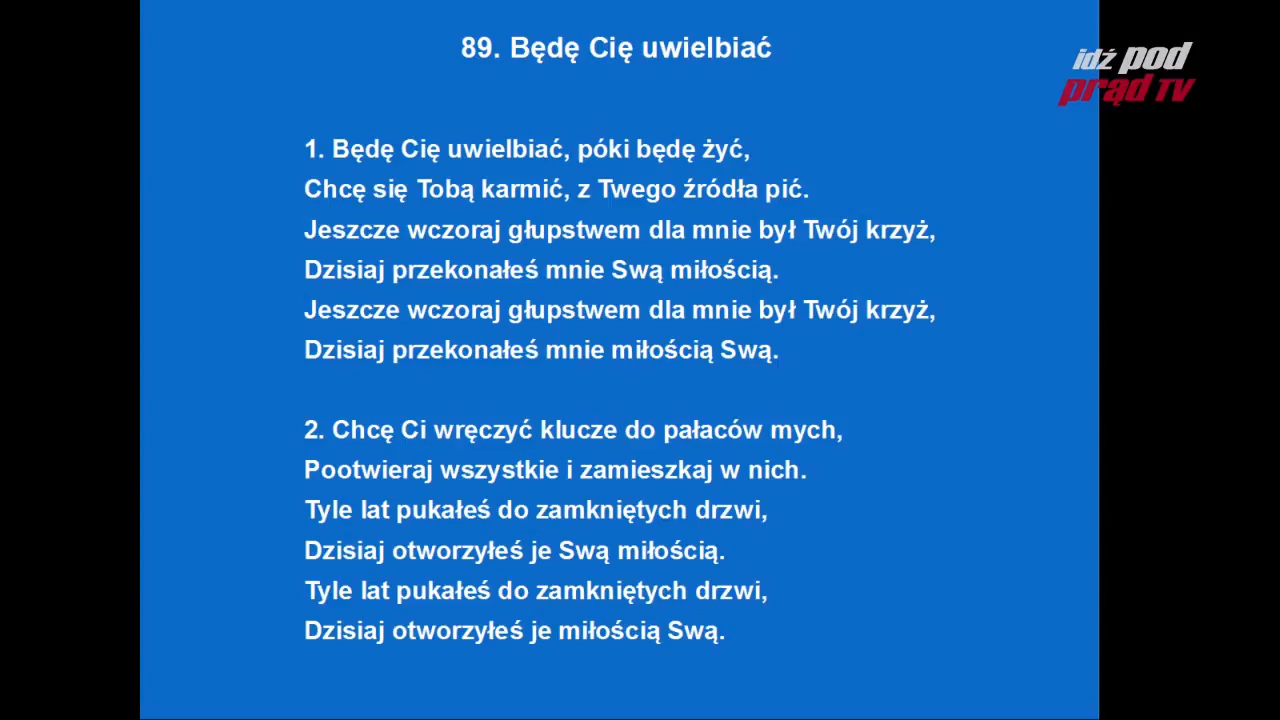 89. Będę Cię uwielbiać
idź pod
prąd TV
1. Będę Cię uwielbiać, póki będę żyć,
Chcę się Tobą karmić, z Twego źródła pić.
Jeszcze wczoraj głupstwem dla mnie był Twój krzyż,
Dzisiaj przekonałeś mnie Swą miłością.
Jeszcze wczoraj głupstwem dla mnie był Twój krzyż,
Dzisiaj przekonałeś mnie miłością Swą.
2. Chcę Ci wręczyć klucze do pałaców mych,
Pootwieraj wszystkie i zamieszkaj w nich.
Tyle lat pukałeś do zamkniętych drzwi,
Dzisiaj otworzyłeś je Swą miłością.
Tyle lat pukałeś do zamkniętych drzwi,
Dzisiaj otworzyłeś je miłością Swą.